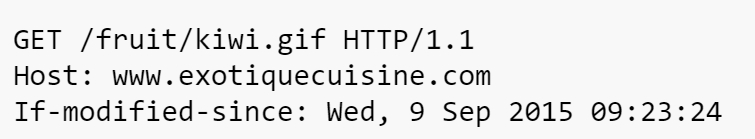 GET /fruit/kiwi.gif HTTP/1.1
Host: www.exotiquecuisine.com
If-modified-since: Wed, 9 Sep 2015 09:23:24